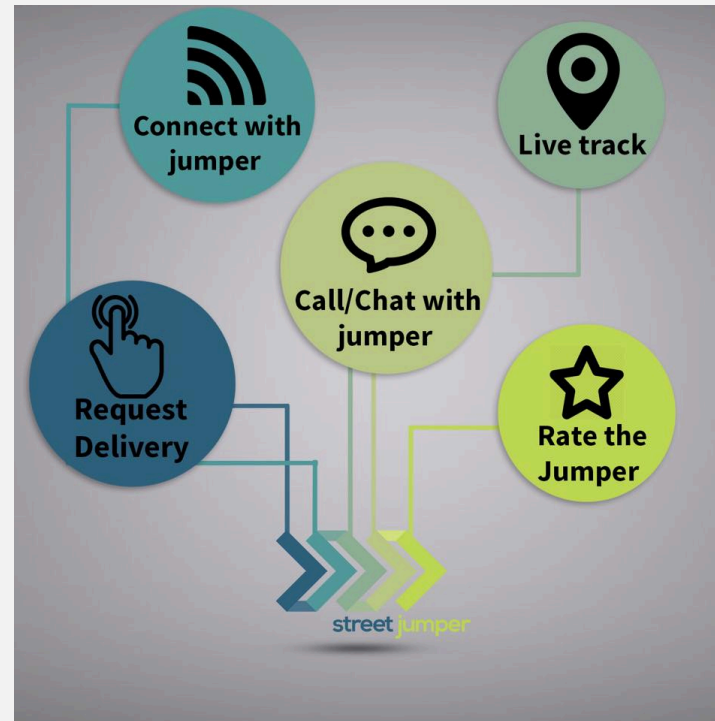 Connect with
jumper
Live track
Call/Chat with
jumper
Request
Delivery
Rate the
Jumper
street jumper